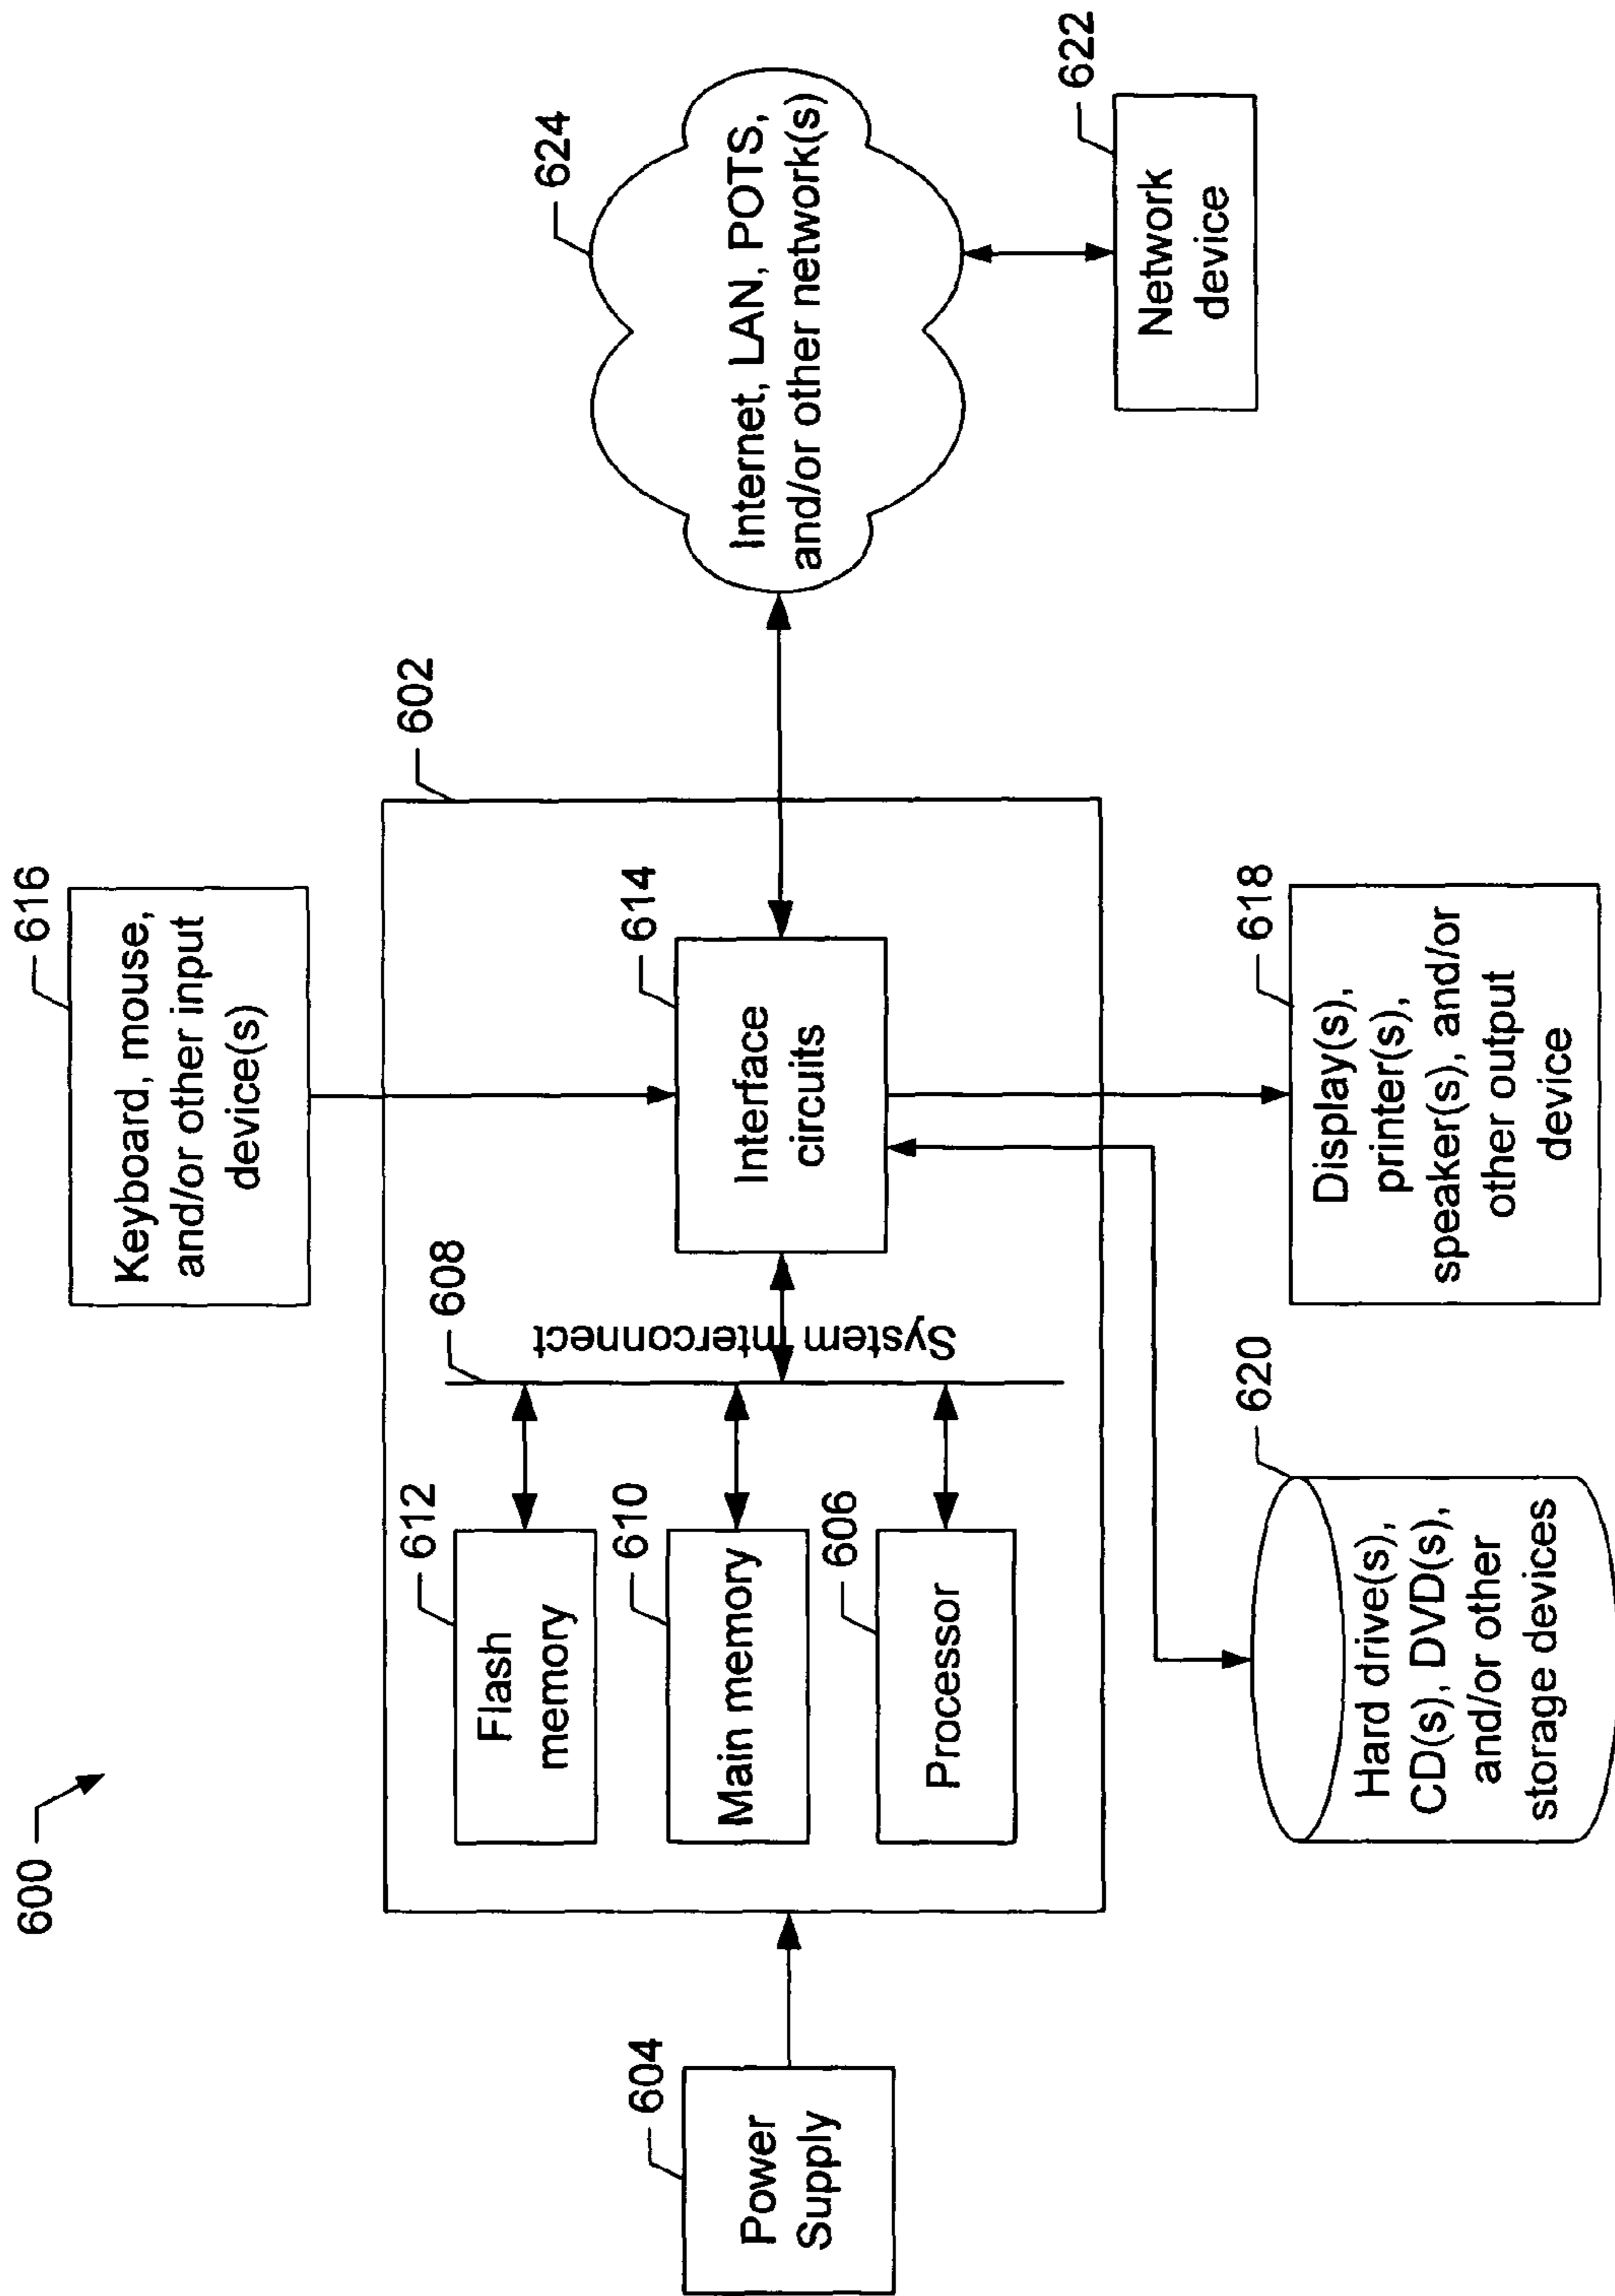 600
616
Keyboard, mouse,
and/or other input
device(s)
602
612
Flash
memory
608
System Interconnect
610
Main memory
606
Processor
614
Interface
circuits
604
Power
Supply
624
Internet, LAN, POTS,
and/or other network(s)
622
Network
device
620
Hard drive(s),
CD(s), DVD(s),
and/or other
storage devices
618
Display(s),
printer(s),
speaker(s), and/or
other output
device